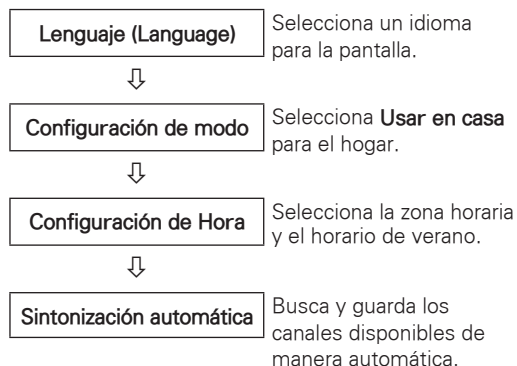 Lenguaje (Language)
Selecciona un idioma
para la pantalla.
Configuración de modo
Selecciona Usar en casa
para el hogar.
Configuración de Hora
Selecciona la zona horaria
y el horario de verano.
Sintonización automática
Busca y guarda los
canales disponibles de
manera automática.